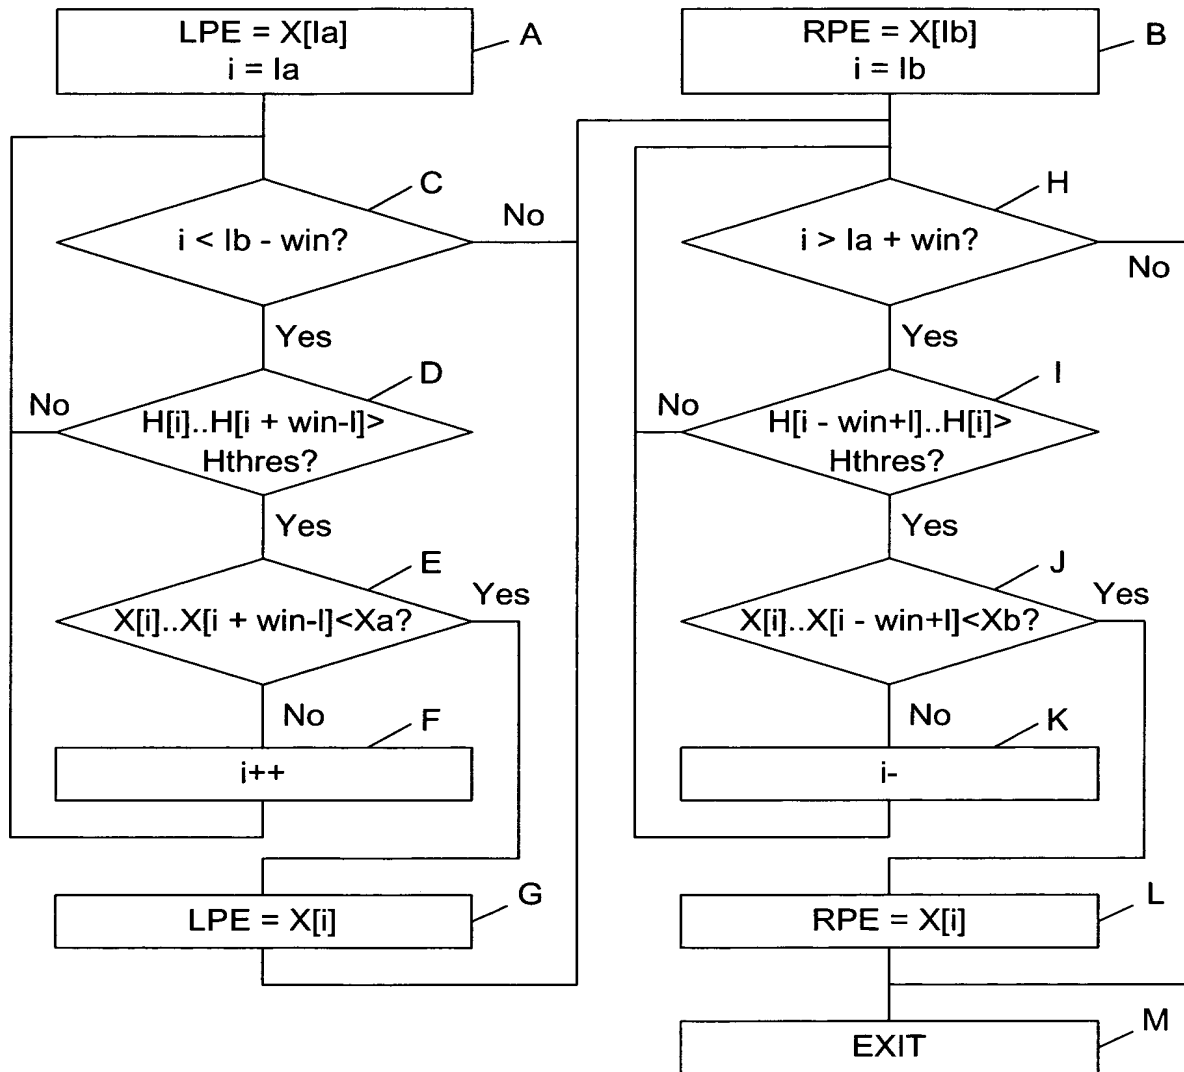 LPE = X[Ia]
i = Ia
A
C
i < Ib - win?
No
Yes
D
No
H[i]..H[i + win-l]>
Hthres?
Yes
E
Yes
X[i]..X[i + win-l]<Xa?
No
F
i++
G
LPE = X[i]
RPE = X[Ib]
i = Ib
B
H
i > Ia + win?
No
Yes
I
No
H[i - win+l]..H[i]>
Hthres?
Yes
J
Yes
X[i]..X[i - win+l]<Xb?
No
K
i-
L
RPE = X[i]
M
EXIT